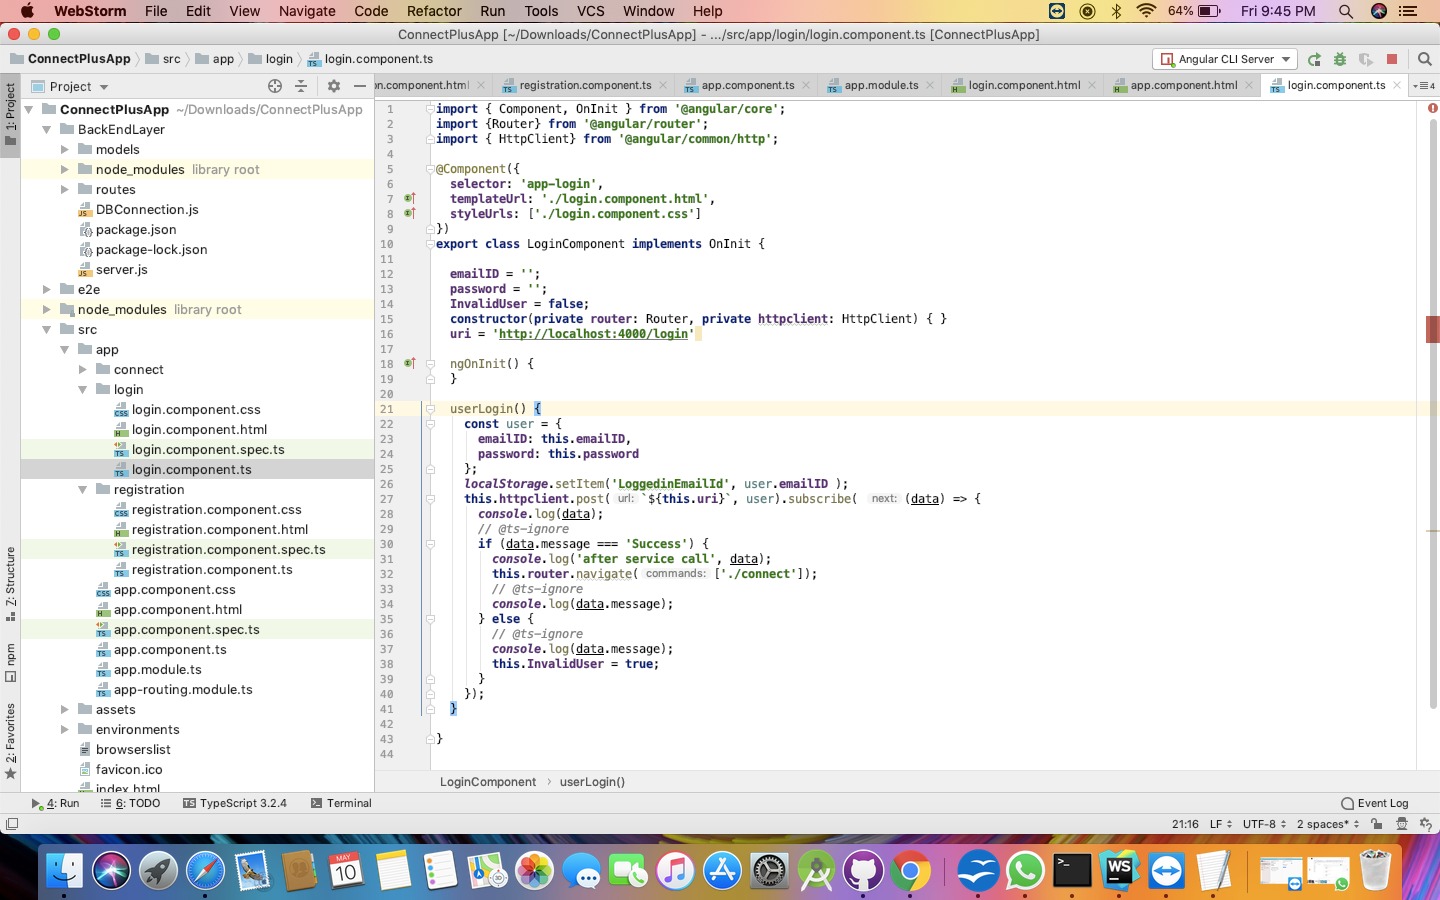 WebStorm File Edit View Navigate Code Refactor Run Tools VCS Window Help 64% Fri 9:45 PM
ConnectPlusApp [~/Downloads/ConnectPlusApp] - .../src/app/login/login.component.ts [ConnectPlusApp]
ConnectPlusApp src app login login.component.ts Angular CLI Server
Project
n.component.html registration.component.ts app.component.ts app.module.ts login.component.html app.component.html login.component.ts 4
1: Project
Z: Structure
npm
2: Favorites
ConnectPlusApp ~/Downloads/ConnectPlusApp
BackEndLayer
models
node_modules library root
routes
DBConnection.js
package.json
package-lock.json
server.js
e2e
node_modules library root
src
app
connect
login
login.component.css
login.component.html
login.component.spec.ts
login.component.ts
registration
registration.component.css
registration.component.html
registration.component.spec.ts
registration.component.ts
app.component.css
app.component.html
app.component.spec.ts
app.component.ts
app.module.ts
app-routing.module.ts
assets
environments
browserslist
favicon.ico
index.html
1 import { Component, OnInit } from '@angular/core';
2 import {Router} from '@angular/router';
3 import { HttpClient} from '@angular/common/http';
4
5 @Component({
6 selector: 'app-login',
7 templateUrl: './login.component.html',
8 styleUrls: ['./login.component.css']
9 })
10 export class LoginComponent implements OnInit {
11
12 emailID = '';
13 password = '';
14 InvalidUser = false;
15 constructor(private router: Router, private httpclient: HttpClient) { }
16 uri = 'http://localhost:4000/login'
17
18 ngOnInit() {
19 }
20
21 userLogin() {
22 const user = {
23 emailID: this.emailID,
24 password: this.password
25 };
26 localStorage.setItem('LoggedinEmailId', user.emailID );
27 this.httpclient.post( url: `${this.uri}`, user).subscribe( next: (data) => {
28 console.log(data);
29 // @ts-ignore
30 if (data.message === 'Success') {
31 console.log('after service call', data);
32 this.router.navigate( commands: ['./connect']);
33 // @ts-ignore
34 console.log(data.message);
35 } else {
36 // @ts-ignore
37 console.log(data.message);
38 this.InvalidUser = true;
39 }
40 });
41 }
42
43 }
44
LoginComponent userLogin()
4: Run 6: TODO TypeScript 3.2.4 Terminal Event Log
21:16 LF UTF-8 2 spaces*
MAY
10
WS